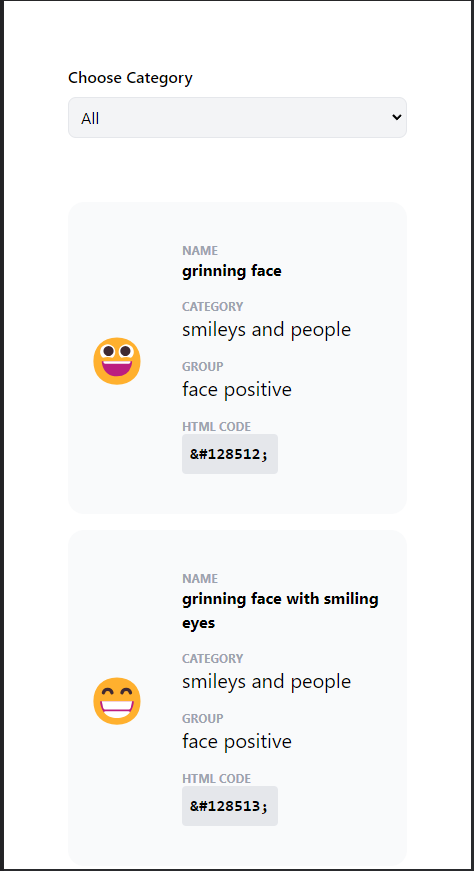 Choose Category
All
NAME
grinning face
CATEGORY
smileys and people
GROUP
face positive
HTML CODE
&#128512;
NAME
grinning face with smiling
eyes
CATEGORY
smileys and people
GROUP
face positive
HTML CODE
&#128513;